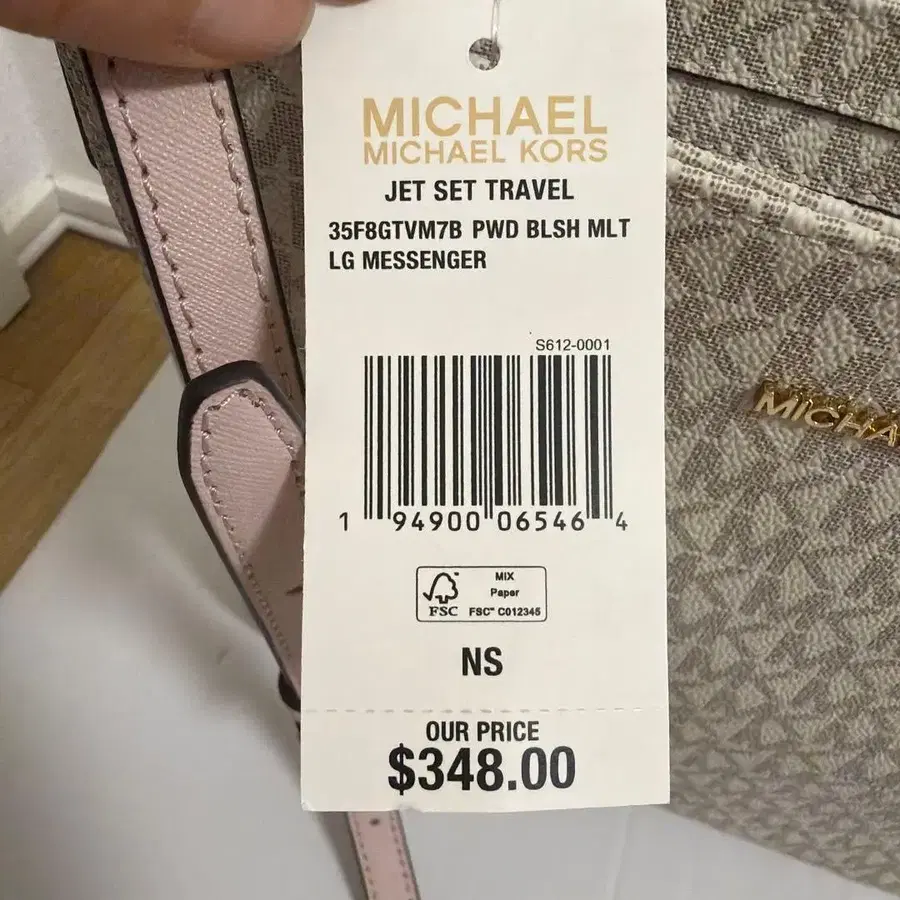 MICHAEL
MICHAEL KORS
JET SET TRAVEL
35F8GTVM7B PWD BLSH MLT
LG MESSENGER
S612-0001
1 94900 06546 4
FSC
MIX
Paper
FSC™ C012345
NS
OUR PRICE
$348.00
MICHA